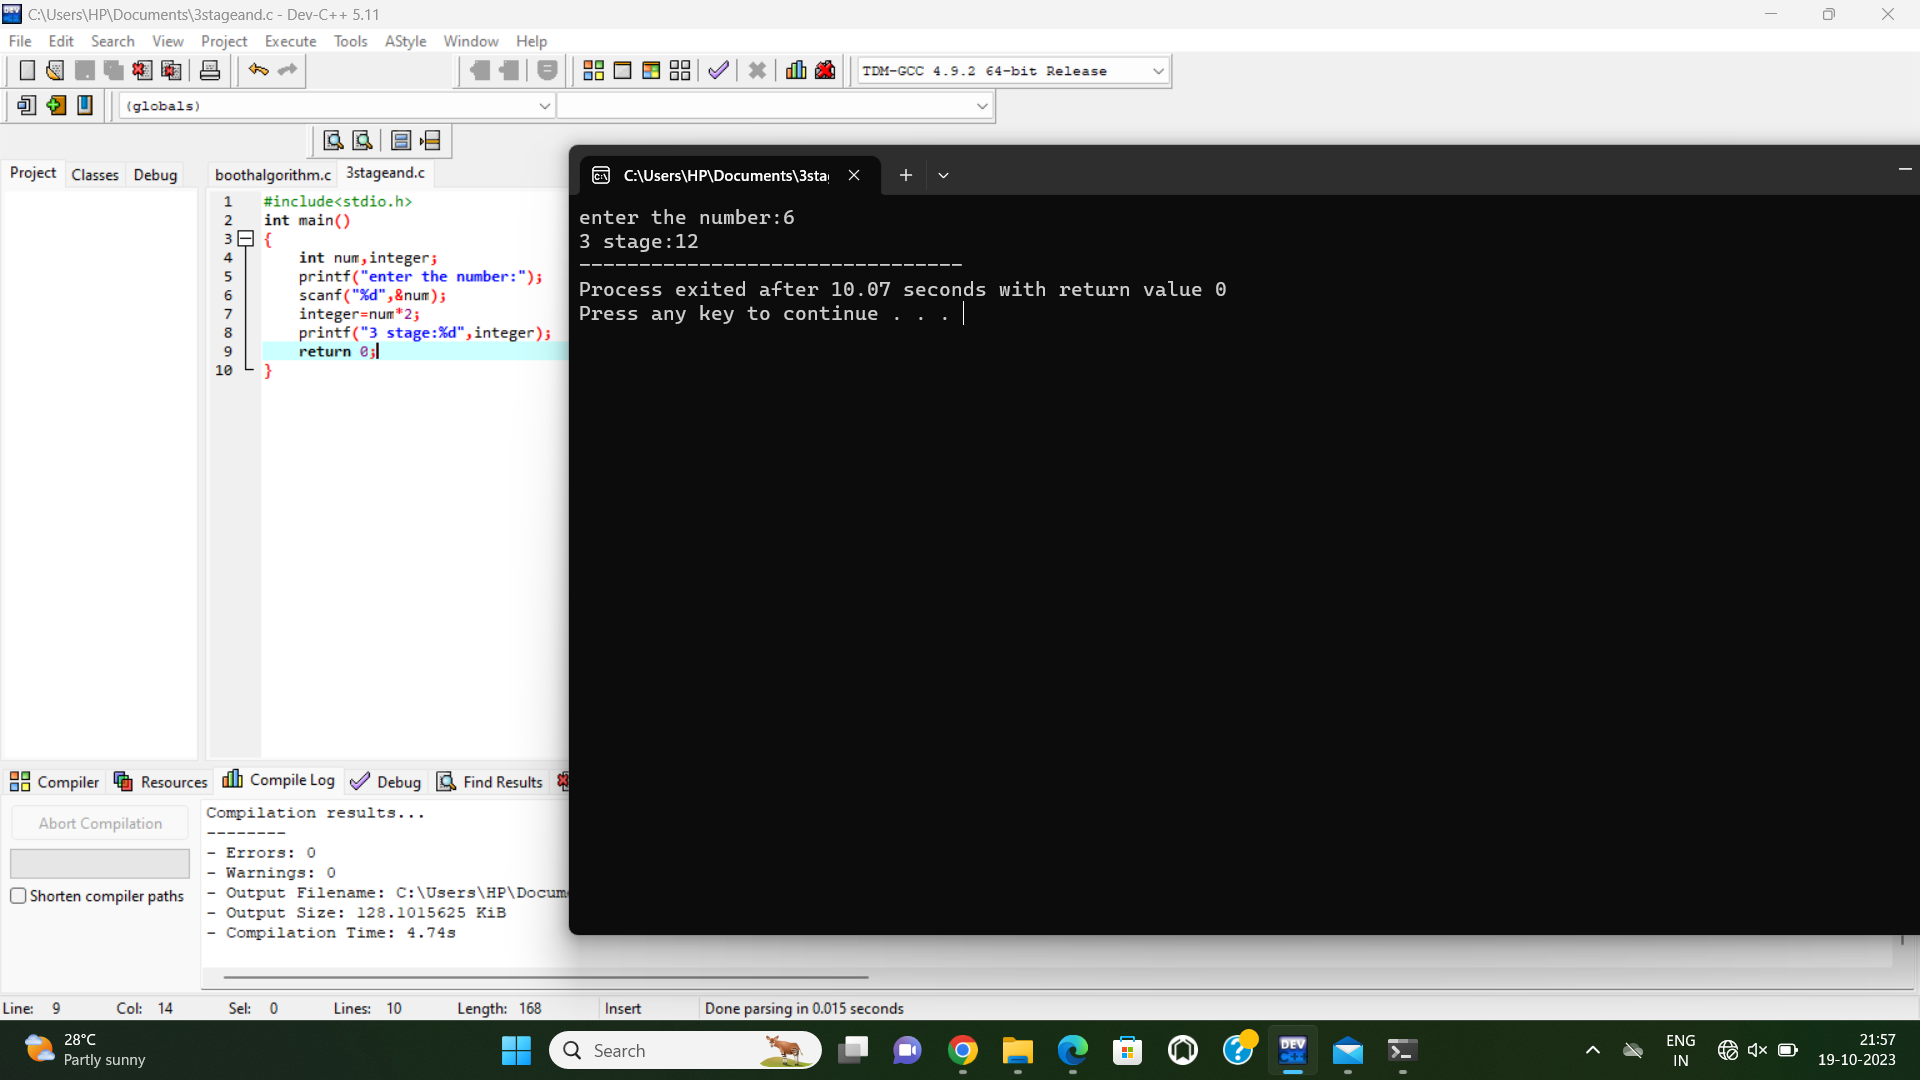 C:\Users\HP\Documents\3stageand.c - Dev-C++ 5.11
File Edit Search View Project Execute Tools AStyle Window Help
TDM-GCC 4.9.2 64-bit Release
(globals)
Project Classes Debug
boothalgorithm.c 3stageand.c
1 #include<stdio.h>
2 int main()
3 {
4 int num,integer;
5 printf("enter the number:");
6 scanf("%d",&num);
7 integer=num*2;
8 printf("3 stage:%d",integer);
9 return 0;
10 }
C:\Users\HP\Documents\3sta
enter the number:6
3 stage:12
--------------------------------
Process exited after 10.07 seconds with return value 0
Press any key to continue . . .
Compiler Resources Compile Log Debug Find Results
Abort Compilation
Shorten compiler paths
Compilation results...
--------
- Errors: 0
- Warnings: 0
- Output Filename: C:\Users\HP\Docum
- Output Size: 128.1015625 KiB
- Compilation Time: 4.74s
Line: 9 Col: 14 Sel: 0 Lines: 10 Length: 168 Insert Done parsing in 0.015 seconds
28°C
Partly sunny
Search
DEV
C++
ENG
IN
21:57
19-10-2023